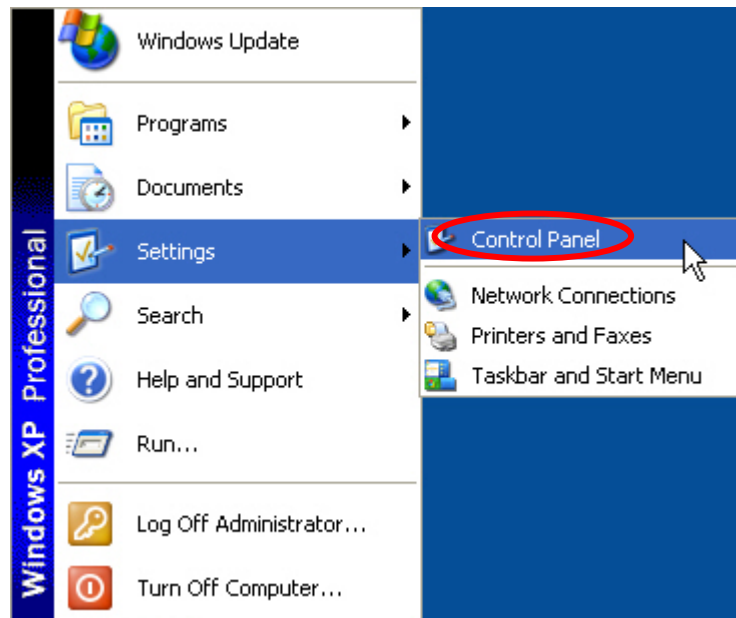 Windows Update
Programs
Documents
Settings
Search
Help and Support
Run...
Log Off Administrator...
Turn Off Computer...
Control Panel
Network Connections
Printers and Faxes
Taskbar and Start Menu
Windows XP Professional